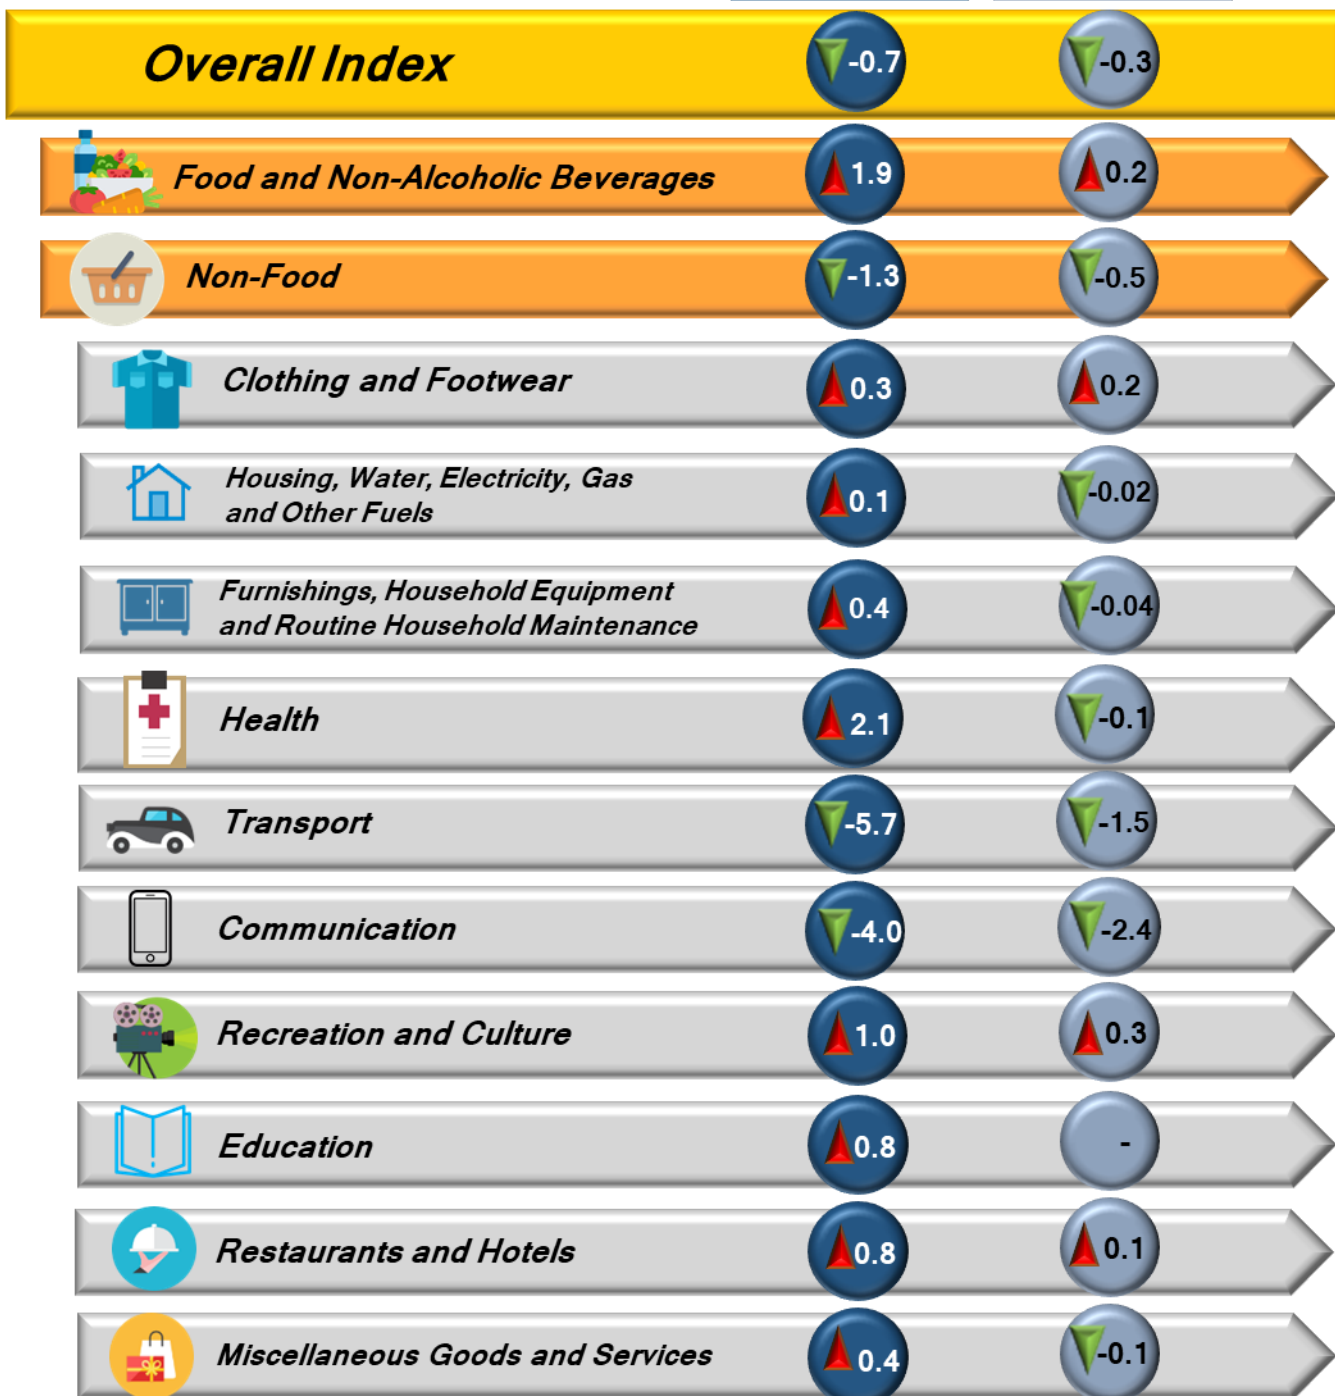 Overall Index -0.7 -0.3
Food and Non-Alcoholic Beverages 1.9 0.2
Non-Food -1.3 -0.5
Clothing and Footwear 0.3 0.2
Housing, Water, Electricity, Gas
and Other Fuels 0.1 -0.02
Furnishings, Household Equipment
and Routine Household Maintenance 0.4 -0.04
Health 2.1 -0.1
Transport -5.7 -1.5
Communication -4.0 -2.4
Recreation and Culture 1.0 0.3
Education 0.8 -
Restaurants and Hotels 0.8 0.1
Miscellaneous Goods and Services 0.4 -0.1